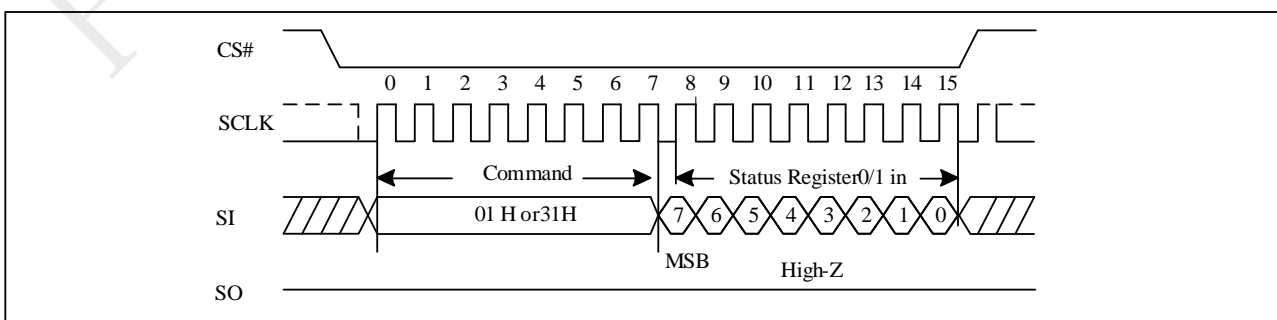 CS#
0 1 2 3 4 5 6 7 8 9 10 11 12 13 14 15
SCLK
Command
Status Register0/1 in
SI
01 H or31H
7 6 5 4 3 2 1 0
MSB
High-Z
SO